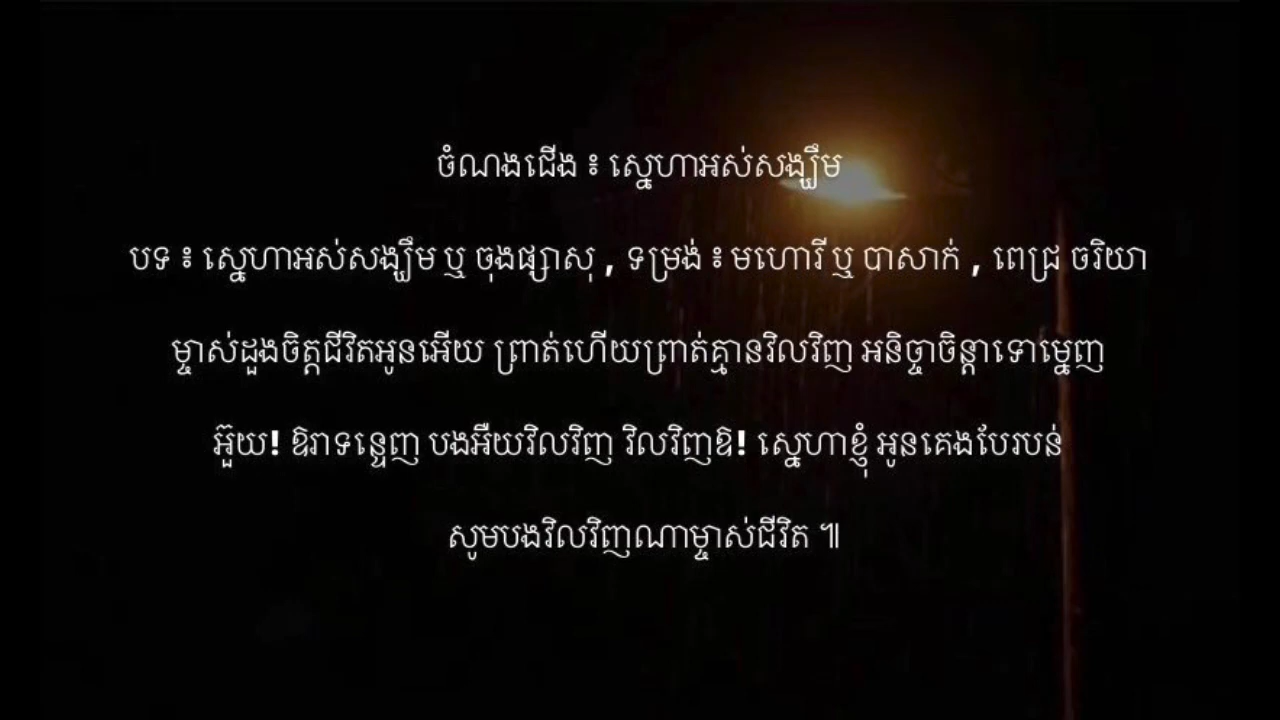 ចំណងជើង ៖ ស្នេហាអស់សង្ឃឹម
បទ ៖ ស្នេហាអស់សង្ឃឹម ឬ ចុងផ្សាសុ , ទម្រង់ ៖ មហោរី ឬ បាសាក់ , ពេជ្រ ចរិយា
ម្ចាស់ដួងចិត្តជីវិតអូនអើយ ព្រាត់ហើយព្រាត់គ្មានវិលវិញ អនិច្ចាចិន្តាទោម្នេញ
អ៊ួយ! ឱរាទន្ទេញ បងអឺយវិលវិញ វិលវិញឱ! ស្នេហាខ្ញុំ អូនគេងបែរបន់
សូមបងវិលវិញណាម្ចាស់ជីវិត ៕